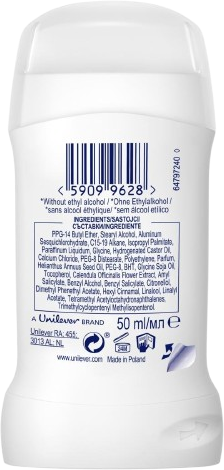 64797240
5909 9628
*Without ethyl alcohol/ *Ohne Ethylalkohol /
*sans alcool éthylique/ *sem álcool etílico
INGREDIENTS/SASTOJCI/
СЪСТАВКИ/INGREDIENTE
PPG-14 Butyl Ether, Stearyl Alcohol, Aluminum
Sesquichlorohydrate, C15-19 Alkane, Isopropyl Palmitate,
Paraffinum Liquidum, Glycine, Hydrogenated Castor Oil,
Calcium Chloride, PEG-8 Distearate, Polyethylene, Parfum,
Helianthus Annuus Seed Oil, PEG-8, BHT, Glycine Soja Oil,
Tocopherol, Calendula Officinalis Flower Extract, Amyl
Salicylate, Benzyl Alcohol, Benzyl Salicylate, Citronellol,
Dimethyl Phenethyl Acetate, Hexyl Cinnamal, Linalool, Linalyl
Acetate, Tetramethyl Acetyloctahydronaphthalenes,
Trimethylcyclopentenyl Methylisopentenol.
A Unilever BRAND 50 ml/мл ℮
Unilever RA: 455;
3013 AL; NL
24M
www.unilever.com Made in Poland